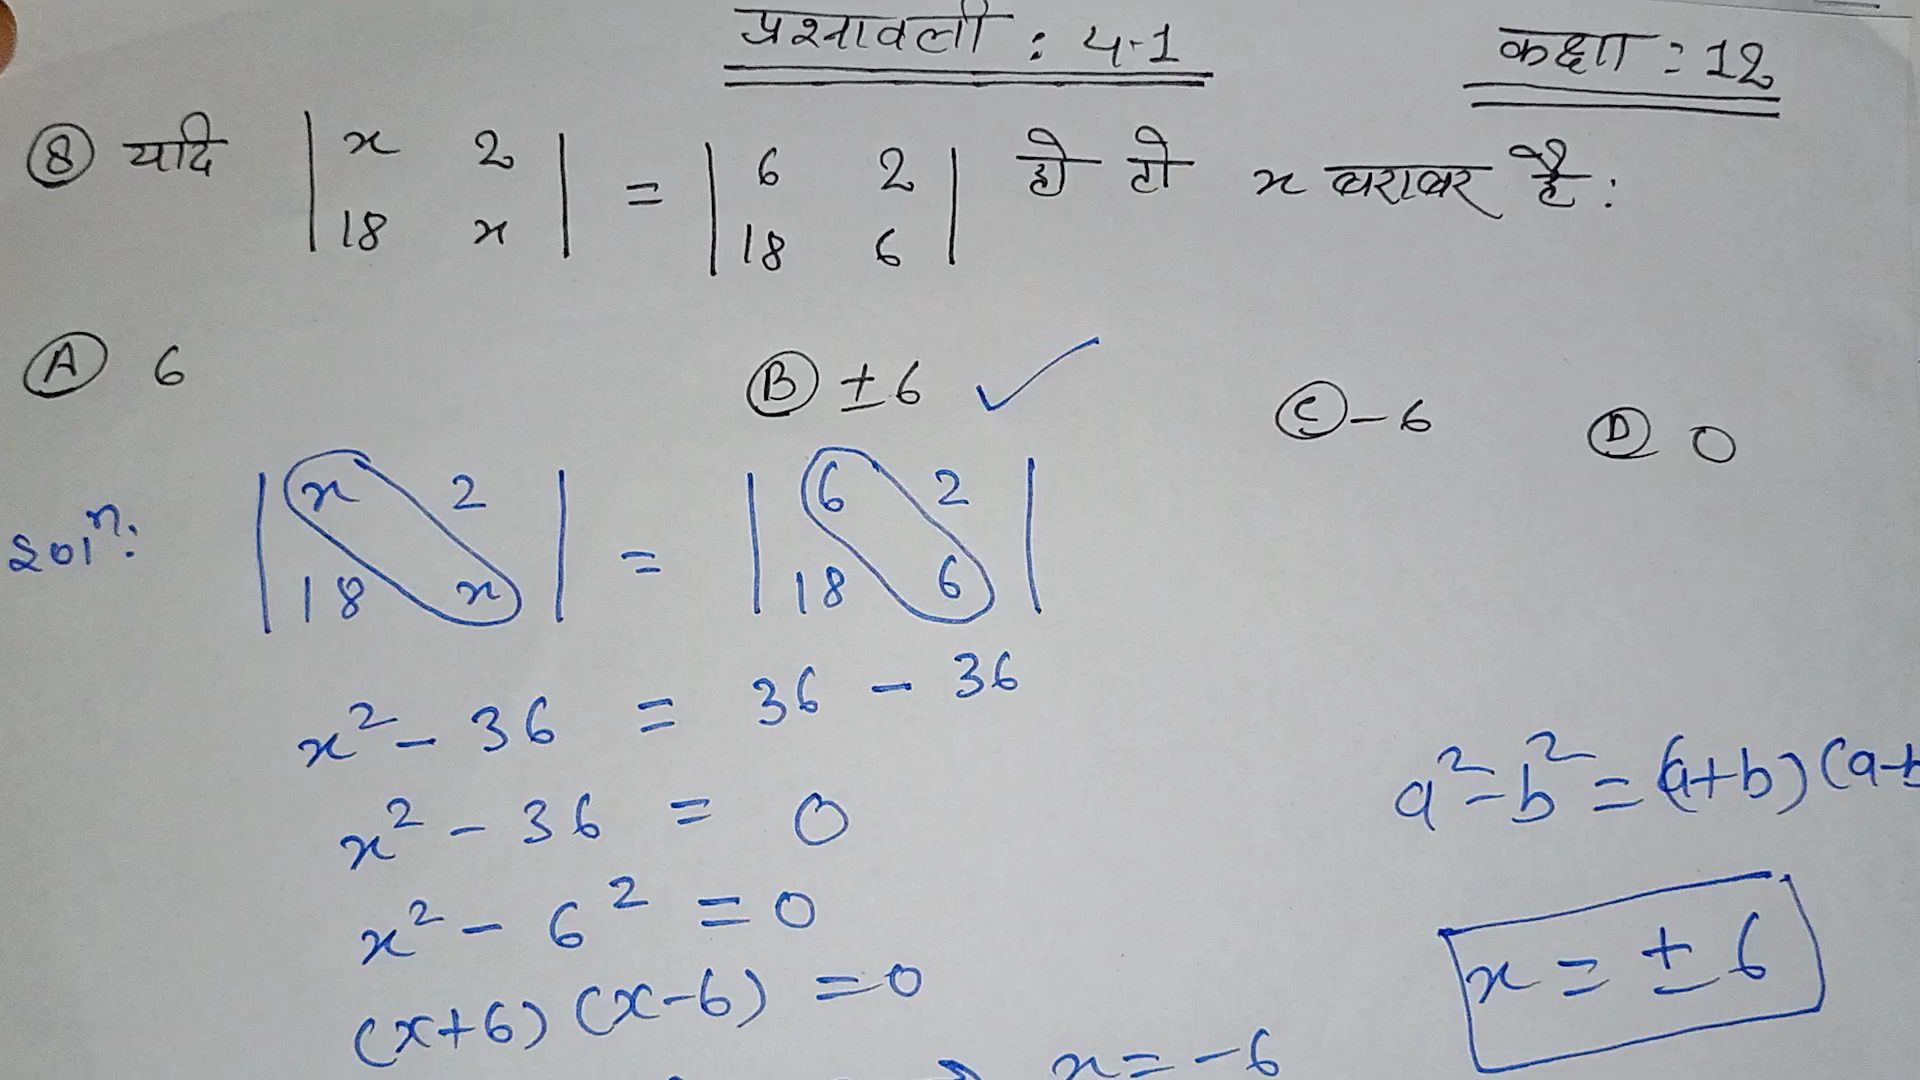 प्रश्नावली : 4.1 कक्षा : 12
(8) यदि | x 2 | = | 6 2 | हो तो x बराबर है :
| 18 x | | 18 6 |
(A) 6 (B) ±6 ✓ (C) -6 (D) 0
Solⁿ: | x 2 | = | 6 2 |
| 18 x | | 18 6 |
x² - 36 = 36 - 36
x² - 36 = 0
a² - b² = (a+b) (a-b
x² - 6² = 0
x = ± 6
(x+6) (x-6) = 0
x = -6